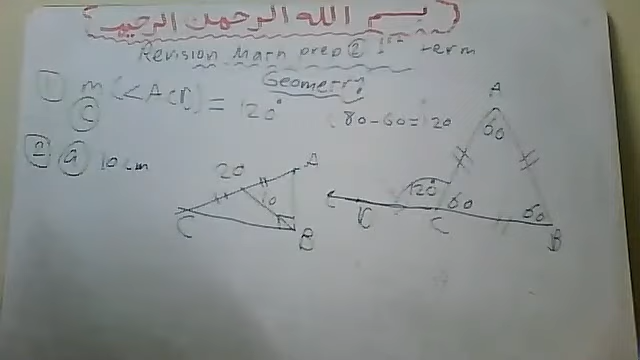 بسم الله الرحمن الرحيم
Revision Math prep 2 1st term
Geometry
1 m(<ACD) = 120°
C
180-60=120
2 a 10 cm
A
20
10
C
B
A
60
120°
60
60
C
B